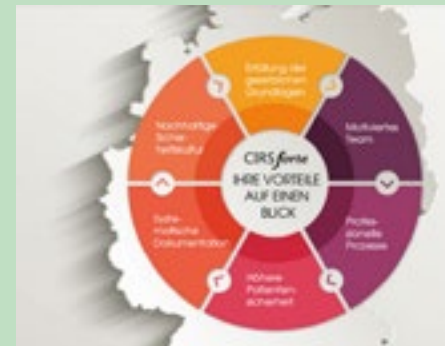 Erfüllung der
gesetzlichen
Grundlagen
Motiviertes
Team
Profes-
sionelle
Prozesse
Höhere
Patienten-
sicherheit
Syste-
matische
Dokumentation
Nachhaltige
Sicher-
heitskultur
CIRSforte
IHRE VORTEILE
AUF EINEN
BLICK